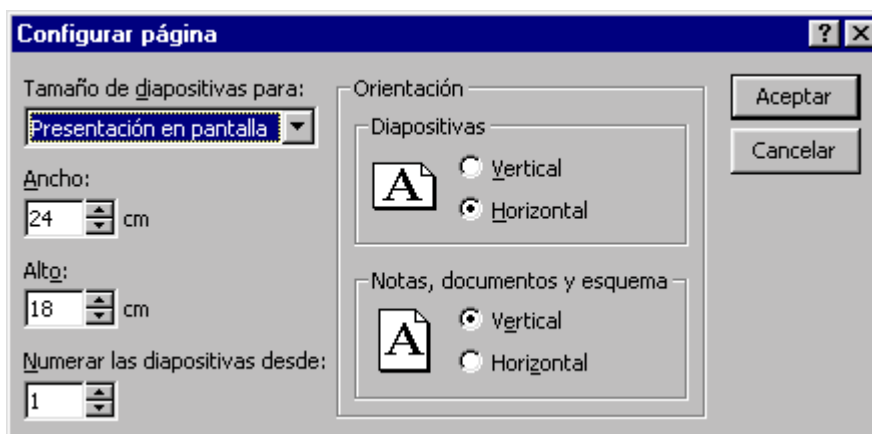 Configurar página
Tamaño de diapositivas para:
Presentación en pantalla
Ancho:
24 cm
Alto:
18 cm
Numerar las diapositivas desde:
1
Orientación
Diapositivas
A
Vertical
Horizontal
Notas, documentos y esquema
A
Vertical
Horizontal
Aceptar
Cancelar